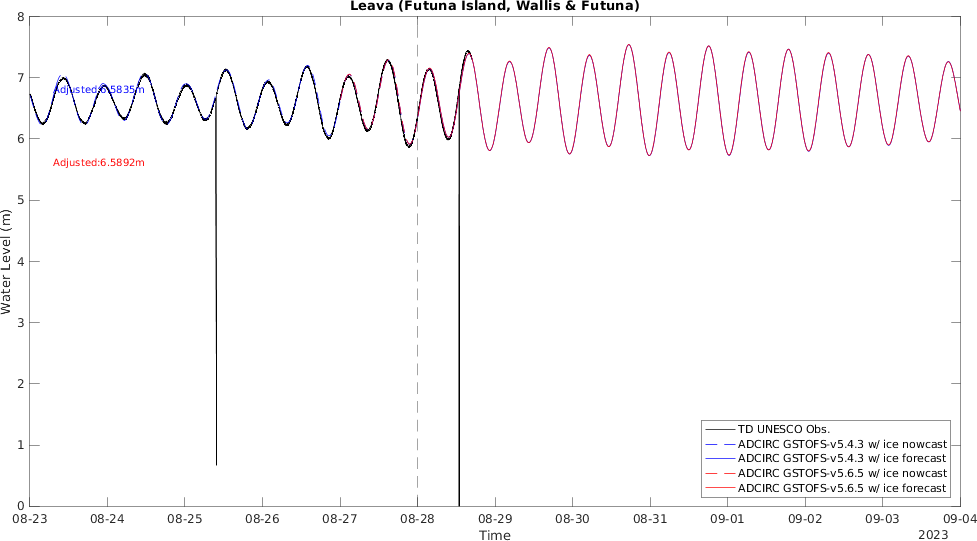 Leava (Futuna Island, Wallis & Futuna)
8
7
6
5
4
3
2
1
0
Water Level (m)
Adjusted:6.5835m
Adjusted:6.5892m
TD UNESCO Obs.
ADCIRC GSTOFS-v5.4.3 w/ ice nowcast
ADCIRC GSTOFS-v5.4.3 w/ ice forecast
ADCIRC GSTOFS-v5.6.5 w/ ice nowcast
ADCIRC GSTOFS-v5.6.5 w/ ice forecast
08-23 08-24 08-25 08-26 08-27 08-28 08-29 08-30 08-31 09-01 09-02 09-03 09-04
Time
2023